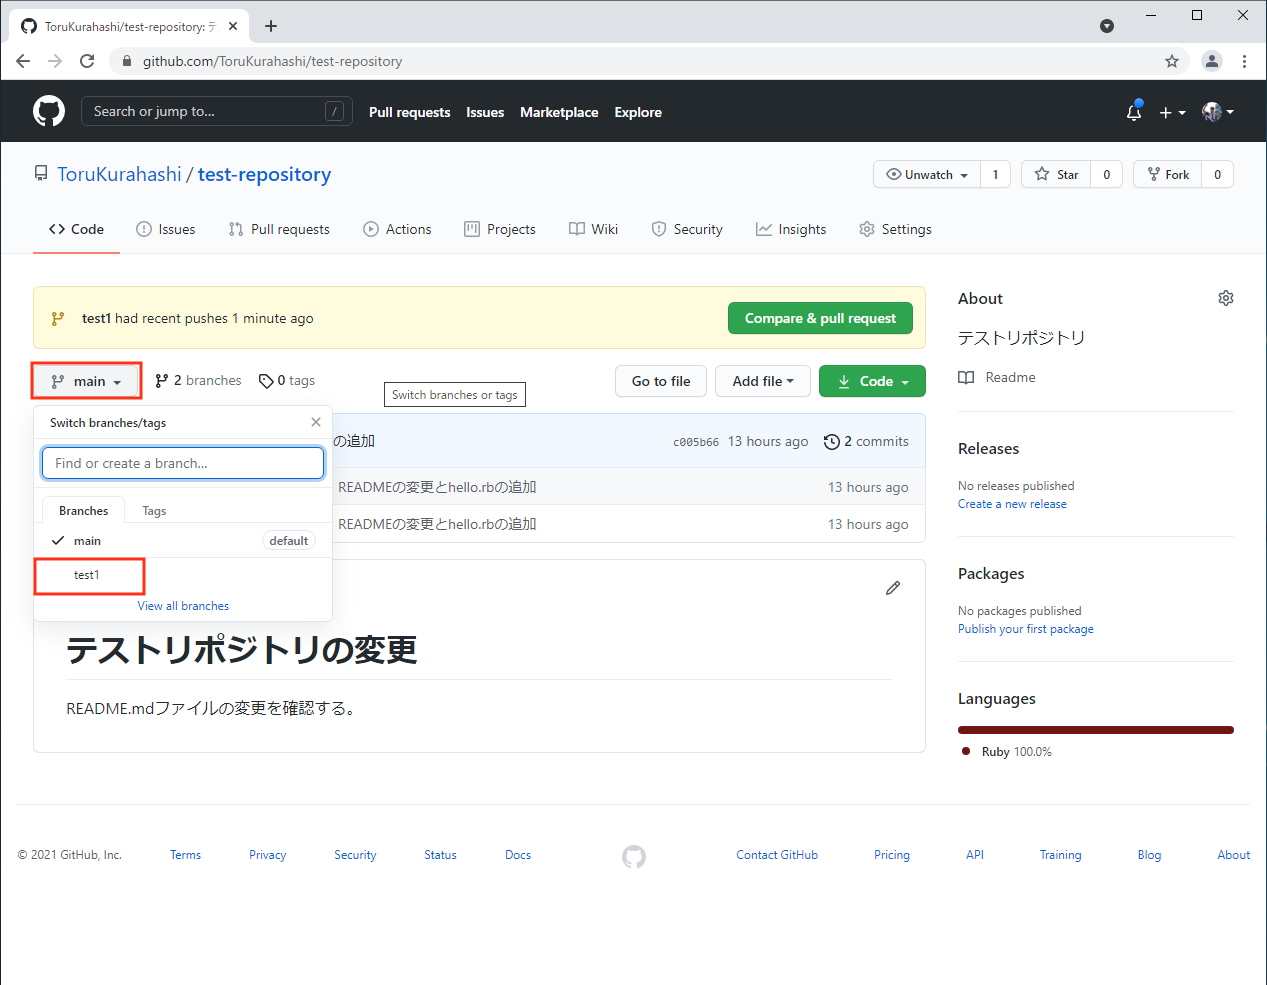 ToruKurahashi/test-repository: テ
github.com/ToruKurahashi/test-repository
Search or jump to... /
Pull requests Issues Marketplace Explore
ToruKurahashi / test-repository
Unwatch 1 Star 0 Fork 0
Code Issues Pull requests Actions Projects Wiki Security Insights Settings
test1 had recent pushes 1 minute ago
Compare & pull request
main 2 branches 0 tags
Switch branches or tags
Go to file Add file Code
Switch branches/tags
Find or create a branch...
Branches Tags
main default
test1
View all branches
の追加 c005b66 13 hours ago 2 commits
READMEの変更とhello.rbの追加 13 hours ago
READMEの変更とhello.rbの追加 13 hours ago
テストリポジトリの変更
README.mdファイルの変更を確認する。
About
テストリポジトリ
Readme
Releases
No releases published
Create a new release
Packages
No packages published
Publish your first package
Languages
Ruby 100.0%
© 2021 GitHub, Inc. Terms Privacy Security Status Docs Contact GitHub Pricing API Training Blog About